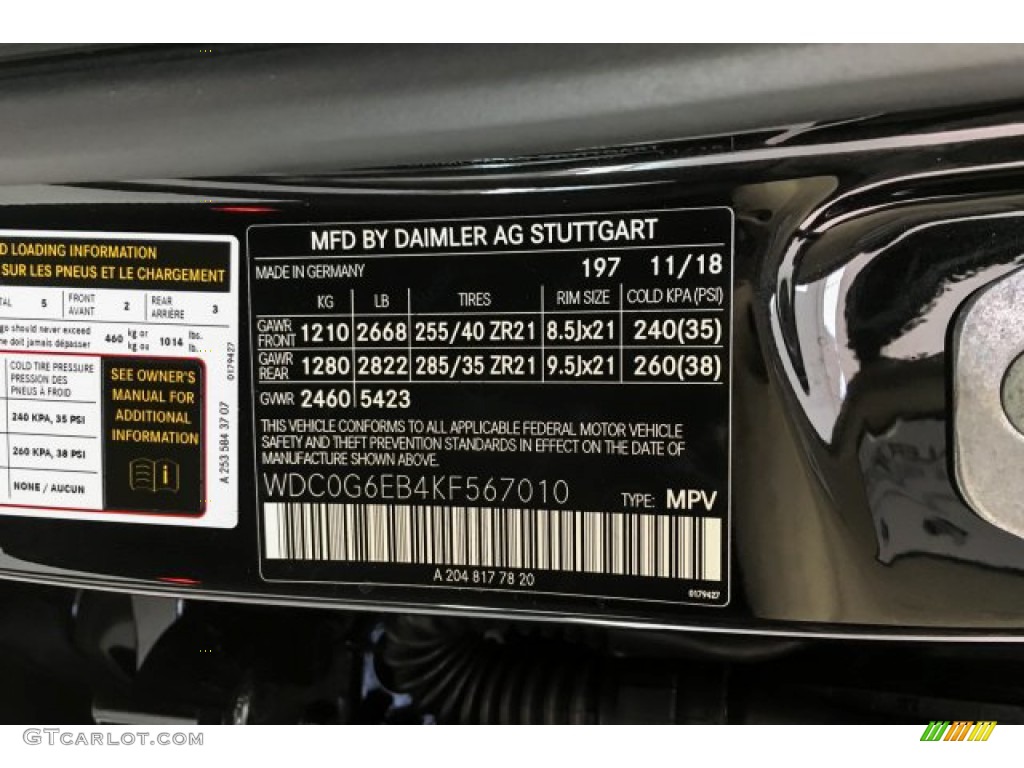 D LOADING INFORMATION
SUR LES PNEUS ET LE CHARGEMENT
TAL 5 FRONT AVANT 2 REAR ARRIÈRE 3
go should never exceed
ne doit jamais dépasser 460 kg or kg ou 1014 lbs. lb.
COLD TIRE PRESSURE
PRESSION DES
PNEUS À FROID
240 KPA, 35 PSI
260 KPA, 38 PSI
NONE / AUCUN
SEE OWNER'S
MANUAL FOR
ADDITIONAL
INFORMATION
0179427
A 253 584 37 07
MFD BY DAIMLER AG STUTTGART
MADE IN GERMANY 197 11/18
KG LB TIRES RIM SIZE COLD KPA (PSI)
GAWR FRONT 1210 2668 255/40 ZR21 8.5Jx21 240(35)
GAWR REAR 1280 2822 285/35 ZR21 9.5Jx21 260(38)
GVWR 2460 5423
THIS VEHICLE CONFORMS TO ALL APPLICABLE FEDERAL MOTOR VEHICLE
SAFETY AND THEFT PREVENTION STANDARDS IN EFFECT ON THE DATE OF
MANUFACTURE SHOWN ABOVE.
WDC0G6EB4KF567010 TYPE: MPV
A 204 817 78 20
0179427
GTCarlot.com